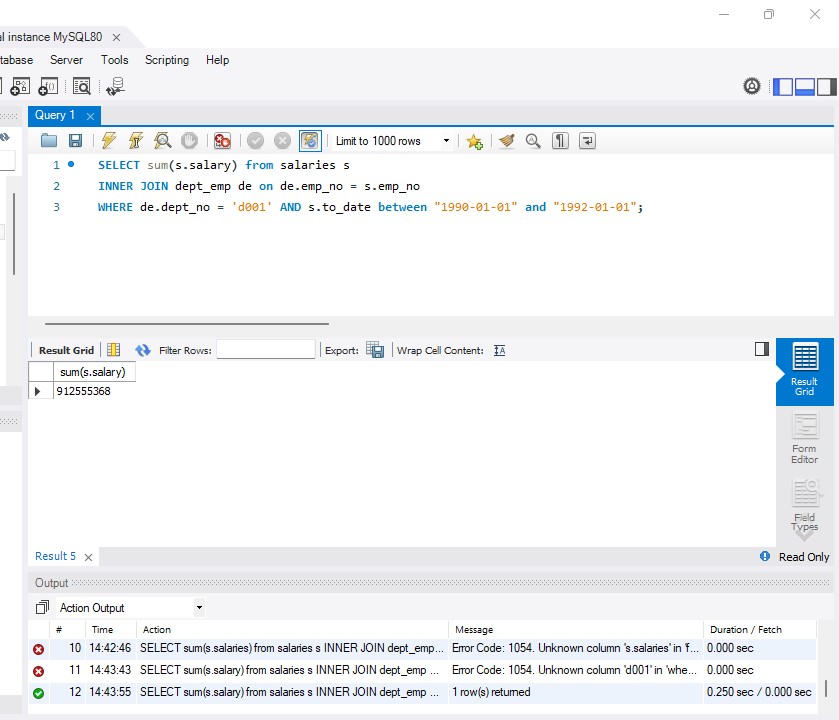 al instance MySQL80
tabase Server Tools Scripting Help
Query 1
Limit to 1000 rows
1 SELECT sum(s.salary) from salaries s
2 INNER JOIN dept_emp de on de.emp_no = s.emp_no
3 WHERE de.dept_no = 'd001' AND s.to_date between "1990-01-01" and "1992-01-01";
Result Grid Filter Rows: Export: Wrap Cell Content:
sum(s.salary)
912555368
Result Grid
Form Editor
Field Types
Result 5 Read Only
Output
Action Output
# Time Action Message Duration / Fetch
10 14:42:46 SELECT sum(s.salaries) from salaries s INNER JOIN dept_emp... Error Code: 1054. Unknown column 's.salaries' in 'f... 0.000 sec
11 14:43:43 SELECT sum(s.salary) from salaries s INNER JOIN dept_emp ... Error Code: 1054. Unknown column 'd001' in 'whe... 0.000 sec
12 14:43:55 SELECT sum(s.salary) from salaries s INNER JOIN dept_emp ... 1 row(s) returned 0.250 sec / 0.000 sec